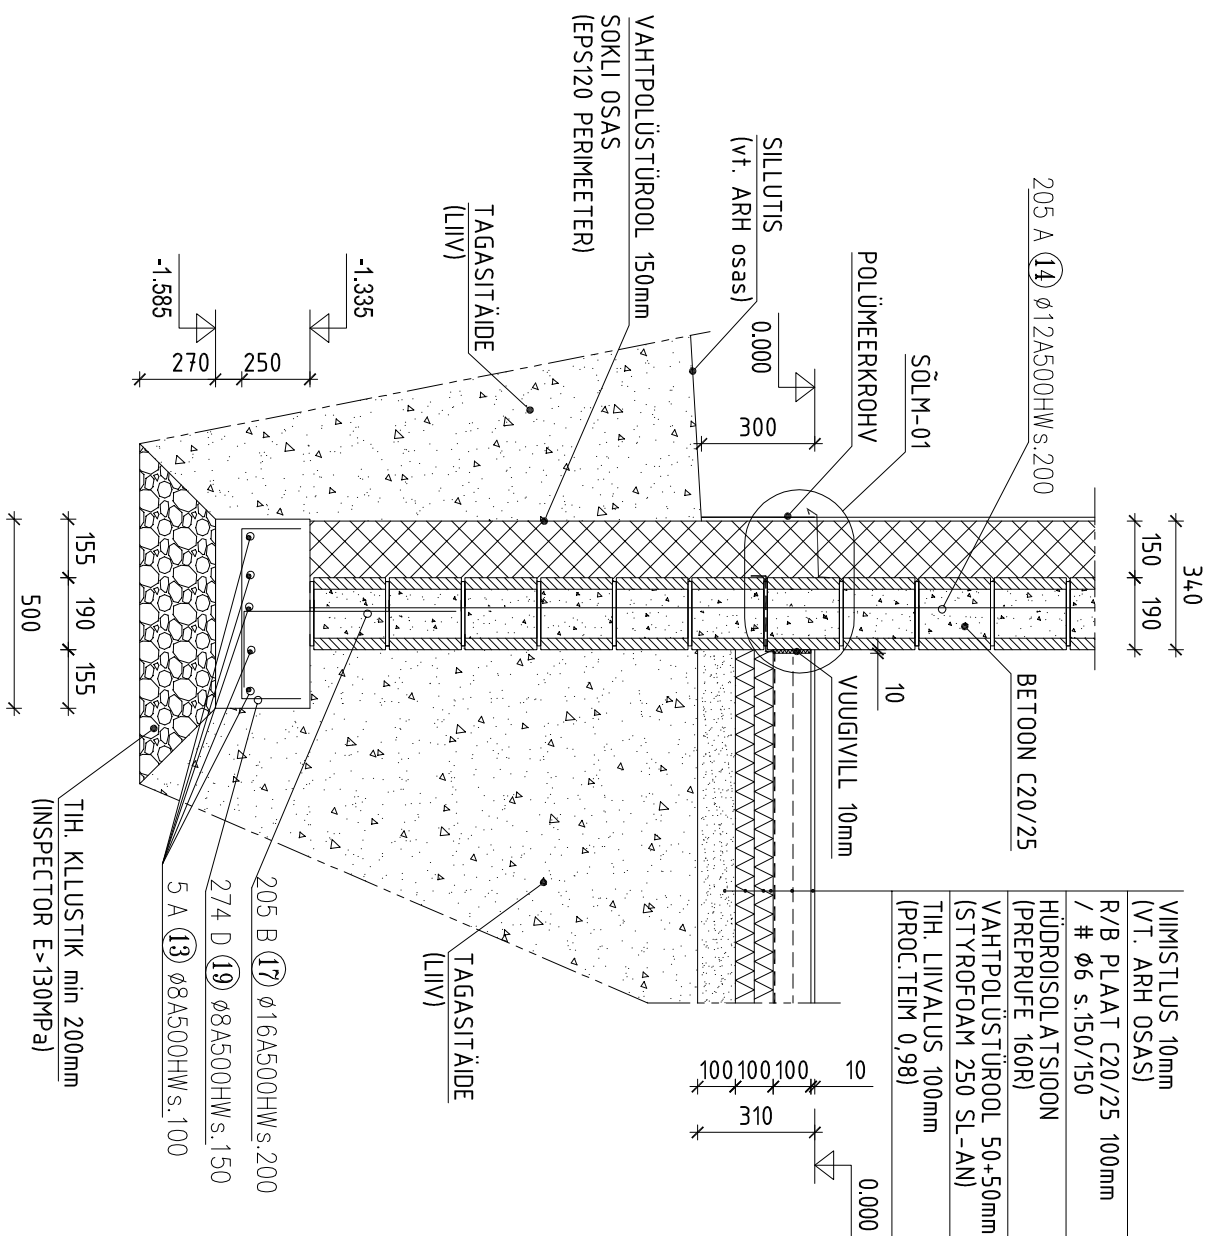 VIIMISTLUS 10mm
(VT. ARH OSAS)
R/B PLAAT C20/25 100mm
/ # Ø6 s.150/150
HÜDROISOLATSIOON
(PREPRUFE 160R)
VAHTPOLÜSTÜROOL 50+50mm
(STYROFOAM 250 SL-AN)
TIH. LIIVALUS 100mm
(PROC.TEIM 0,98)
340
150
190
205 A 14 Ø12A500HW s.200
BETOON C20/25
SÕLM-01
POLÜMEERKROHV
10
VUUGIVILL 10mm
0.000
300
SILLUTIS
(vt. ARH osas)
VAHTPOLÜSTÜROOL 150mm
SOKLI OSAS
(EPS120 PERIMEETER)
TAGASITÄIDE
(LIIV)
0.000
10
100
100
100
310
TAGASITÄIDE
(LIIV)
-1.335
-1.585
250
270
205 B 17 Ø16A500HW s.200
274 D 19 Ø8A500HW s.150
5 A 13 Ø8A500HW s.100
155
190
155
500
TIH. KLLUSTIK min 200mm
(INSPECTOR E>130MPa)